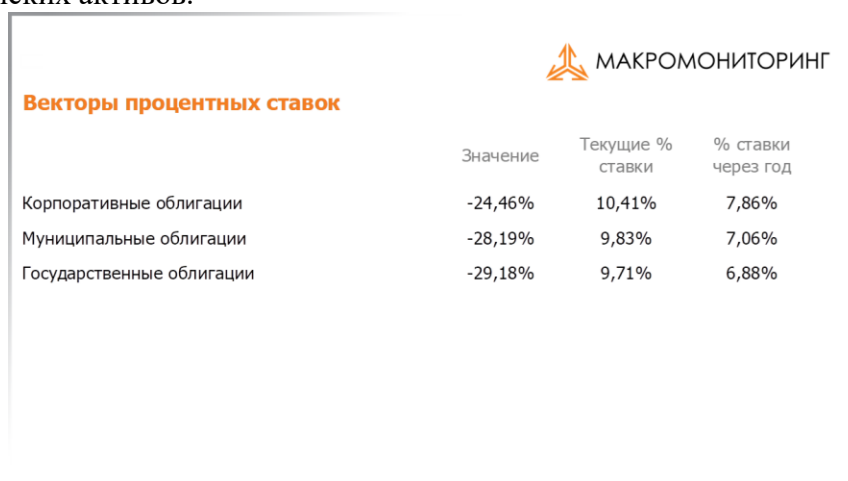 активов.
МАКРОМОНИТОРИНГ
Векторы процентных ставок
Значение Текущие % ставки % ставки через год
Корпоративные облигации -24,46% 10,41% 7,86%
Муниципальные облигации -28,19% 9,83% 7,06%
Государственные облигации -29,18% 9,71% 6,88%